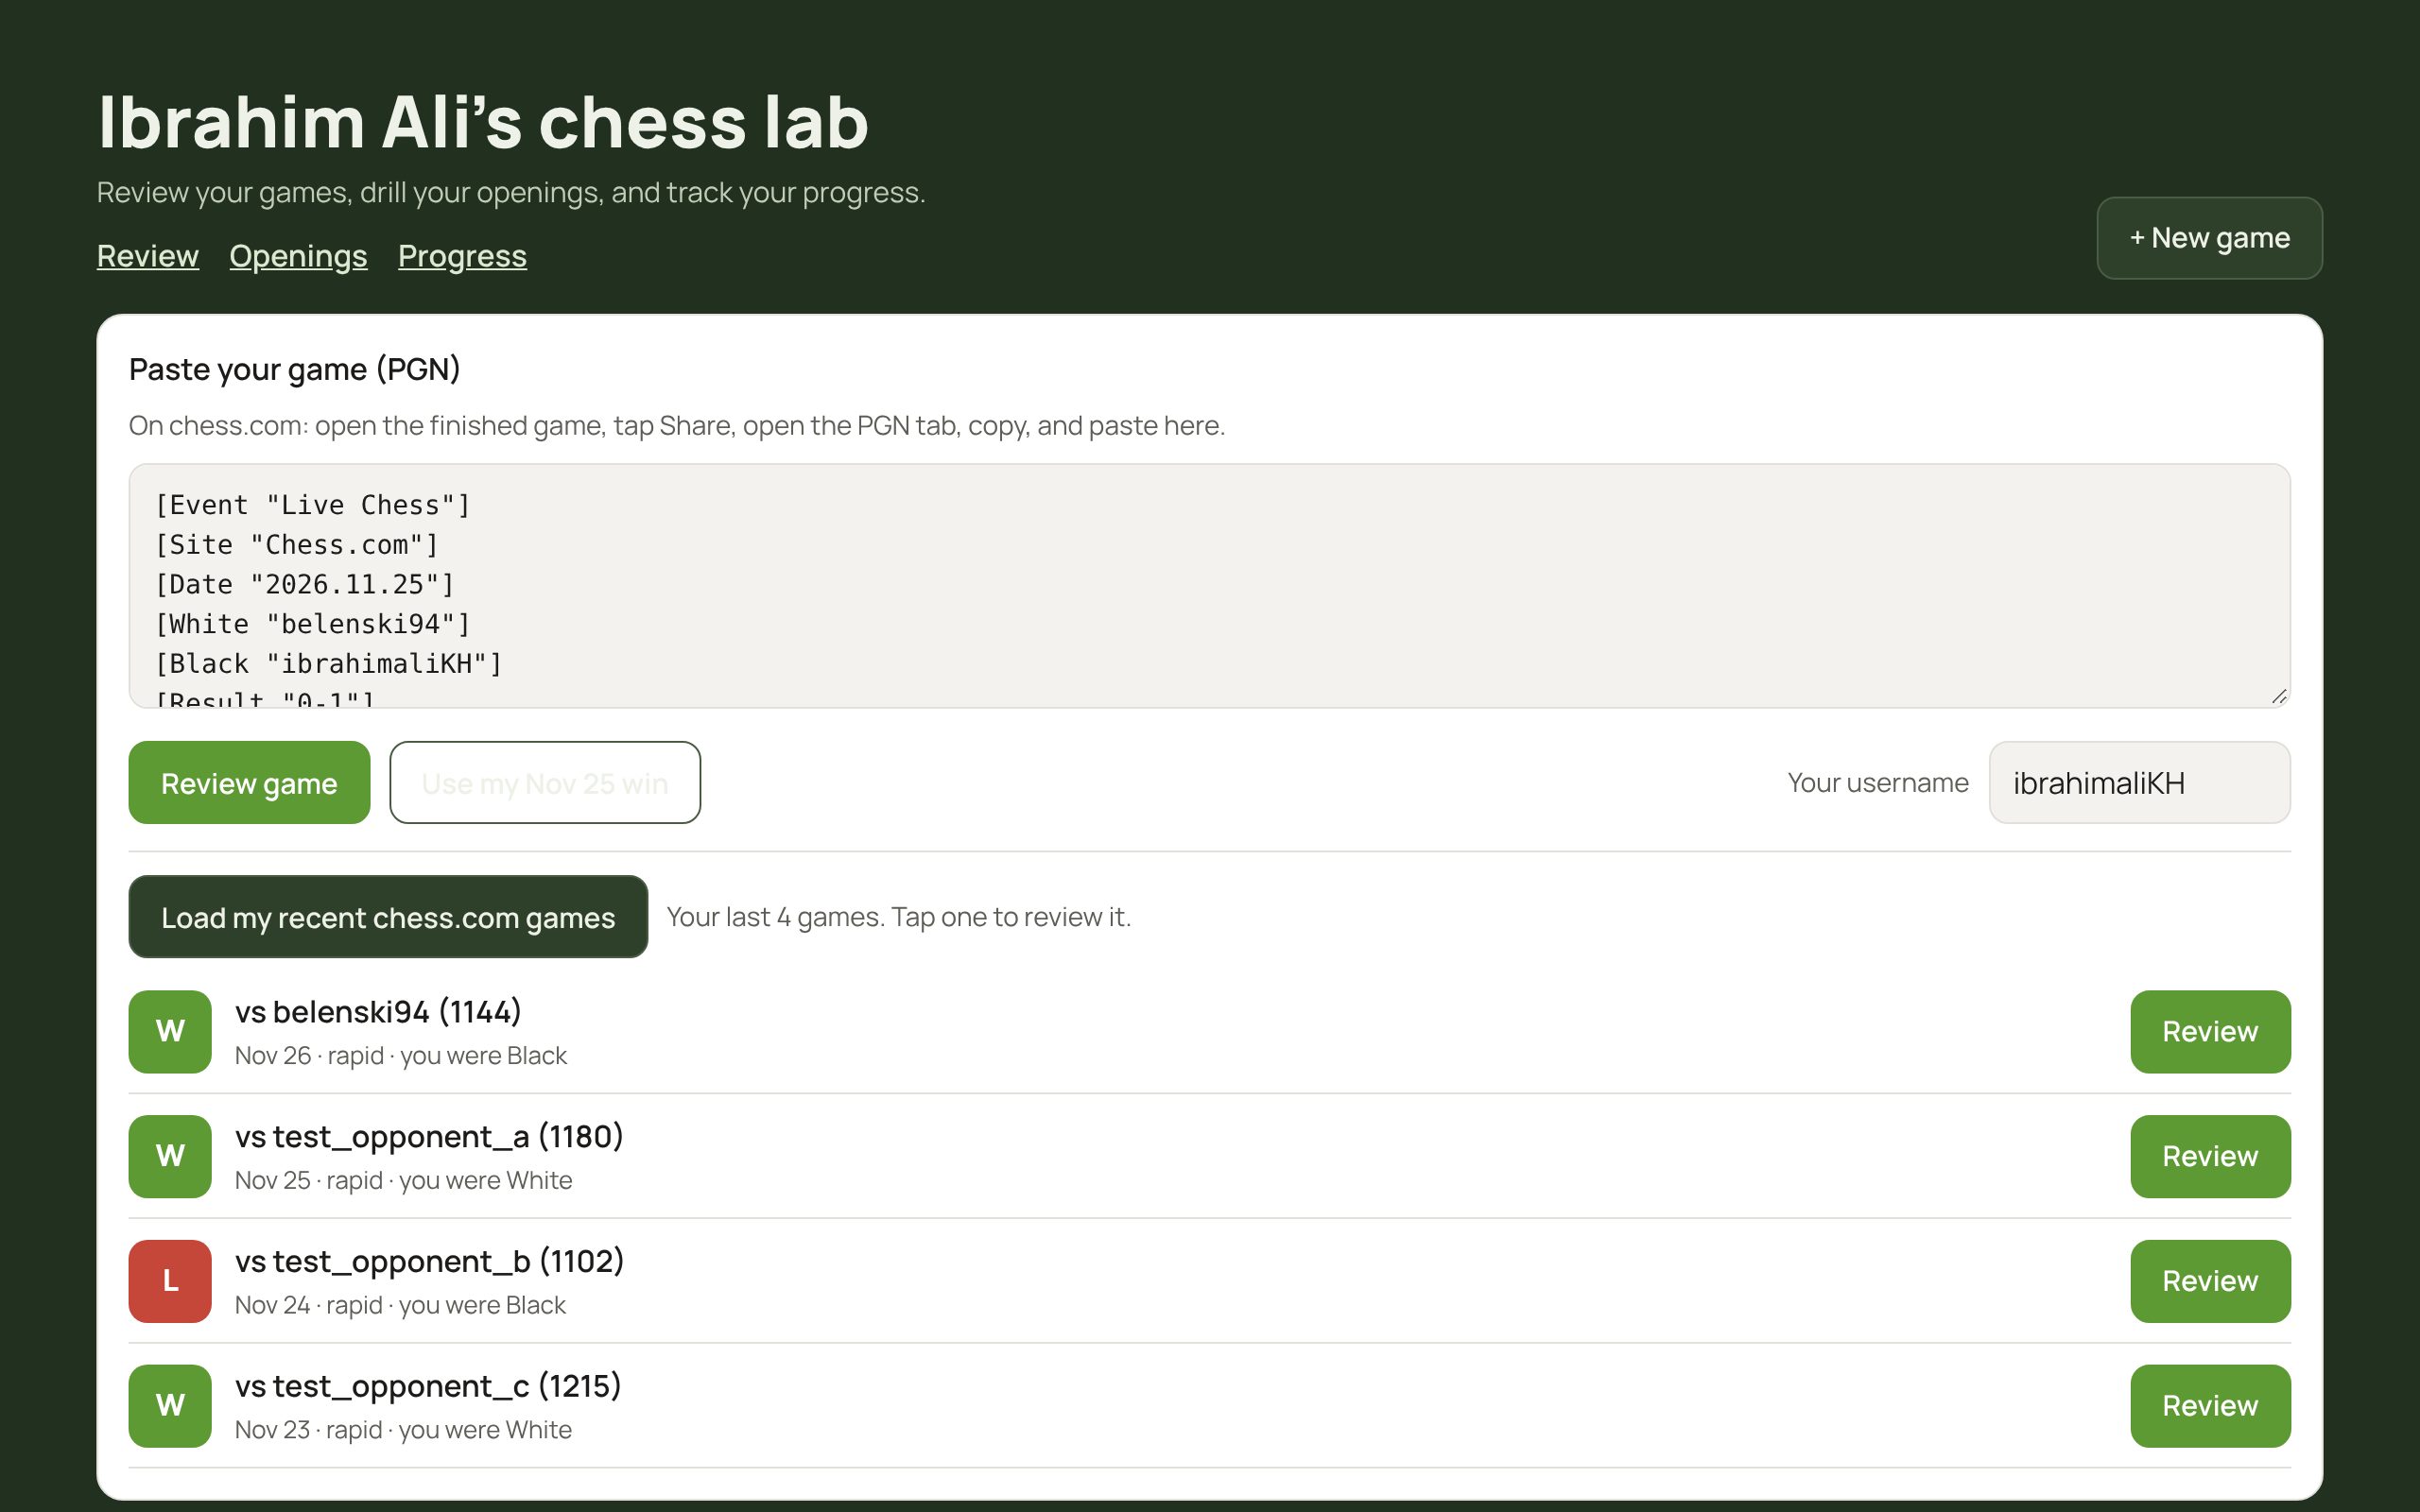 Ibrahim Ali’s chess lab
Review your games, drill your openings, and track your progress.
Review Openings Progress
+ New game
Paste your game (PGN)
On chess.com: open the finished game, tap Share, open the PGN tab, copy, and paste here.
[Event "Live Chess"]
[Site "Chess.com"]
[Date "2026.11.25"]
[White "belenski94"]
[Black "ibrahimaliKH"]
[Result "0-1"]
Review game
Use my Nov 25 win
Your username
ibrahimaliKH
Load my recent chess.com games
Your last 4 games. Tap one to review it.
W
vs belenski94 (1144)
Nov 26 · rapid · you were Black
Review
W
vs test_opponent_a (1180)
Nov 25 · rapid · you were White
Review
L
vs test_opponent_b (1102)
Nov 24 · rapid · you were Black
Review
W
vs test_opponent_c (1215)
Nov 23 · rapid · you were White
Review